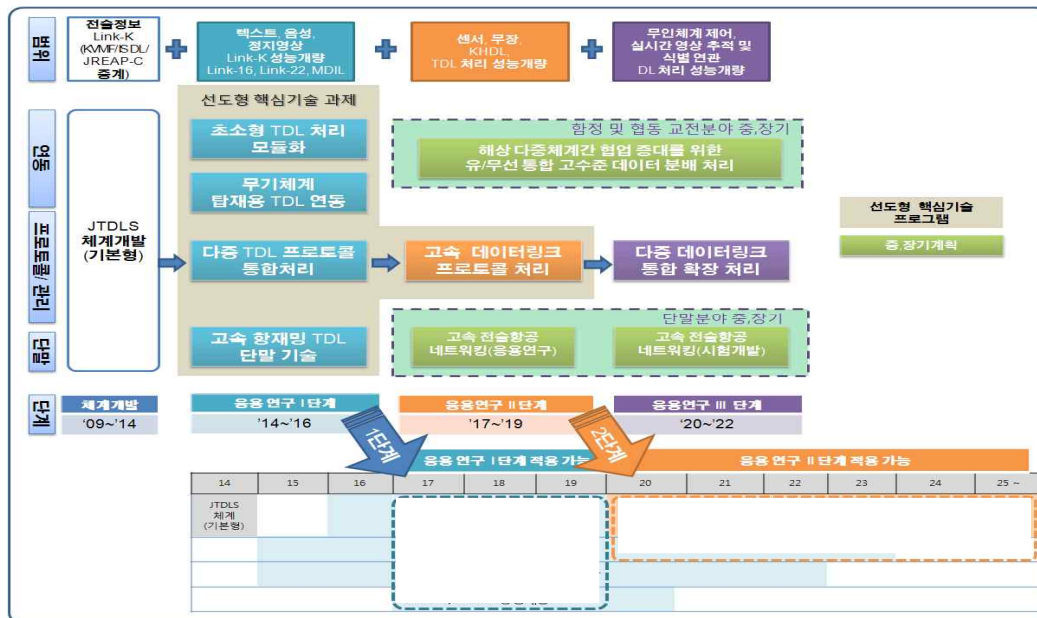 범위
전술정보
Link-K
(KVMF/ISDL/
JREAP-C
중계)
텍스트, 음성,
정지영상
Link-K 성능개량
Link-16, Link-22, MDIL
센서, 무장,
KHDL,
TDL 처리 성능개량
무인체계 제어,
실시간 영상 추적 및
식별 연관
DL 처리 성능개량
연동
프로토콜/관리
단말
JTDLS
체계개발
(기본형)
선도형 핵심기술 과제
초소형 TDL 처리
모듈화
무기체계
탑재용 TDL 연동
다중 TDL 프로토콜
통합처리
고속 항재밍 TDL
단말 기술
함정 및 협동 교전분야 중,장기
해상 다중체계간 협업 증대를 위한
유/무선 통합 고수준 데이터 분배 처리
고속 데이터링크
프로토콜 처리
다중 데이터링크
통합 확장 처리
단말분야 중,장기
고속 전술항공
네트워킹(응용연구)
고속 전술항공
네트워킹(시험개발)
선도형 핵심기술
프로그램
중,장기계획
단계
체계개발
'09~'14
응용연구 I 단계
'14~'16
응용연구 II 단계
'17~'19
응용연구 III 단계
'20~'22
1단계
2단계
응용 연구 I 단계 적용 가능
응용 연구 II 단계 적용 가능
14 15 16 17 18 19 20 21 22 23 24 25 ~
JTDLS
체계
(기본형)